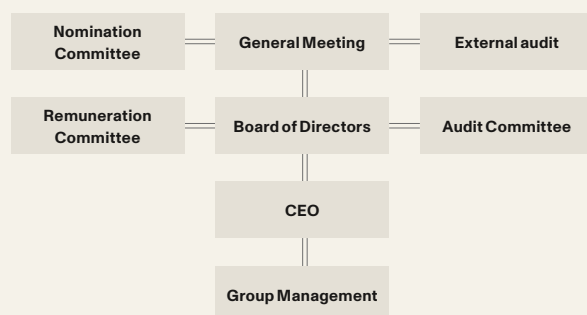 Nomination
Committee
General Meeting
External audit
Remuneration
Committee
Board of Directors
Audit Committee
CEO
Group Management